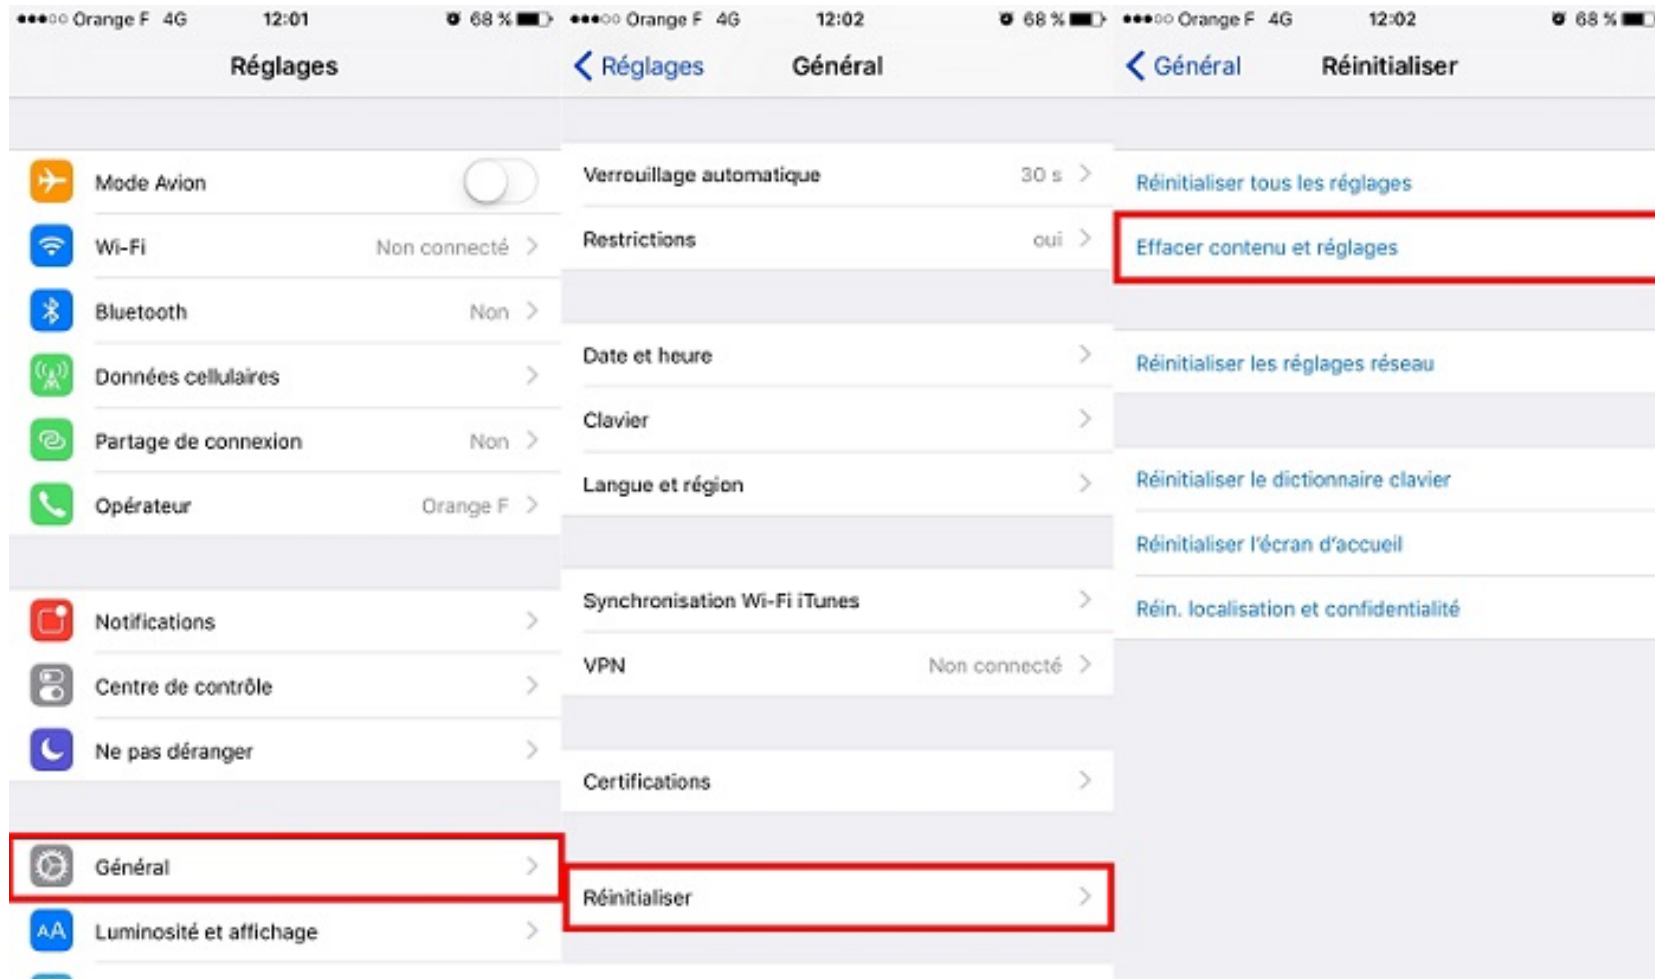 Orange F 4G 12:01 68 %
Réglages
Mode Avion
Wi-Fi Non connecté
Bluetooth Non
Données cellulaires
Partage de connexion Non
Opérateur Orange F
Notifications
Centre de contrôle
Ne pas déranger
Général
AA Luminosité et affichage
Orange F 4G 12:02 68 %
Réglages Général
Verrouillage automatique 30 s
Restrictions oui
Date et heure
Clavier
Langue et région
Synchronisation Wi-Fi iTunes
VPN Non connecté
Certifications
Réinitialiser
Orange F 4G 12:02 68 %
Général Réinitialiser
Réinitialiser tous les réglages
Effacer contenu et réglages
Réinitialiser les réglages réseau
Réinitialiser le dictionnaire clavier
Réinitialiser l'écran d'accueil
Réin. localisation et confidentialité